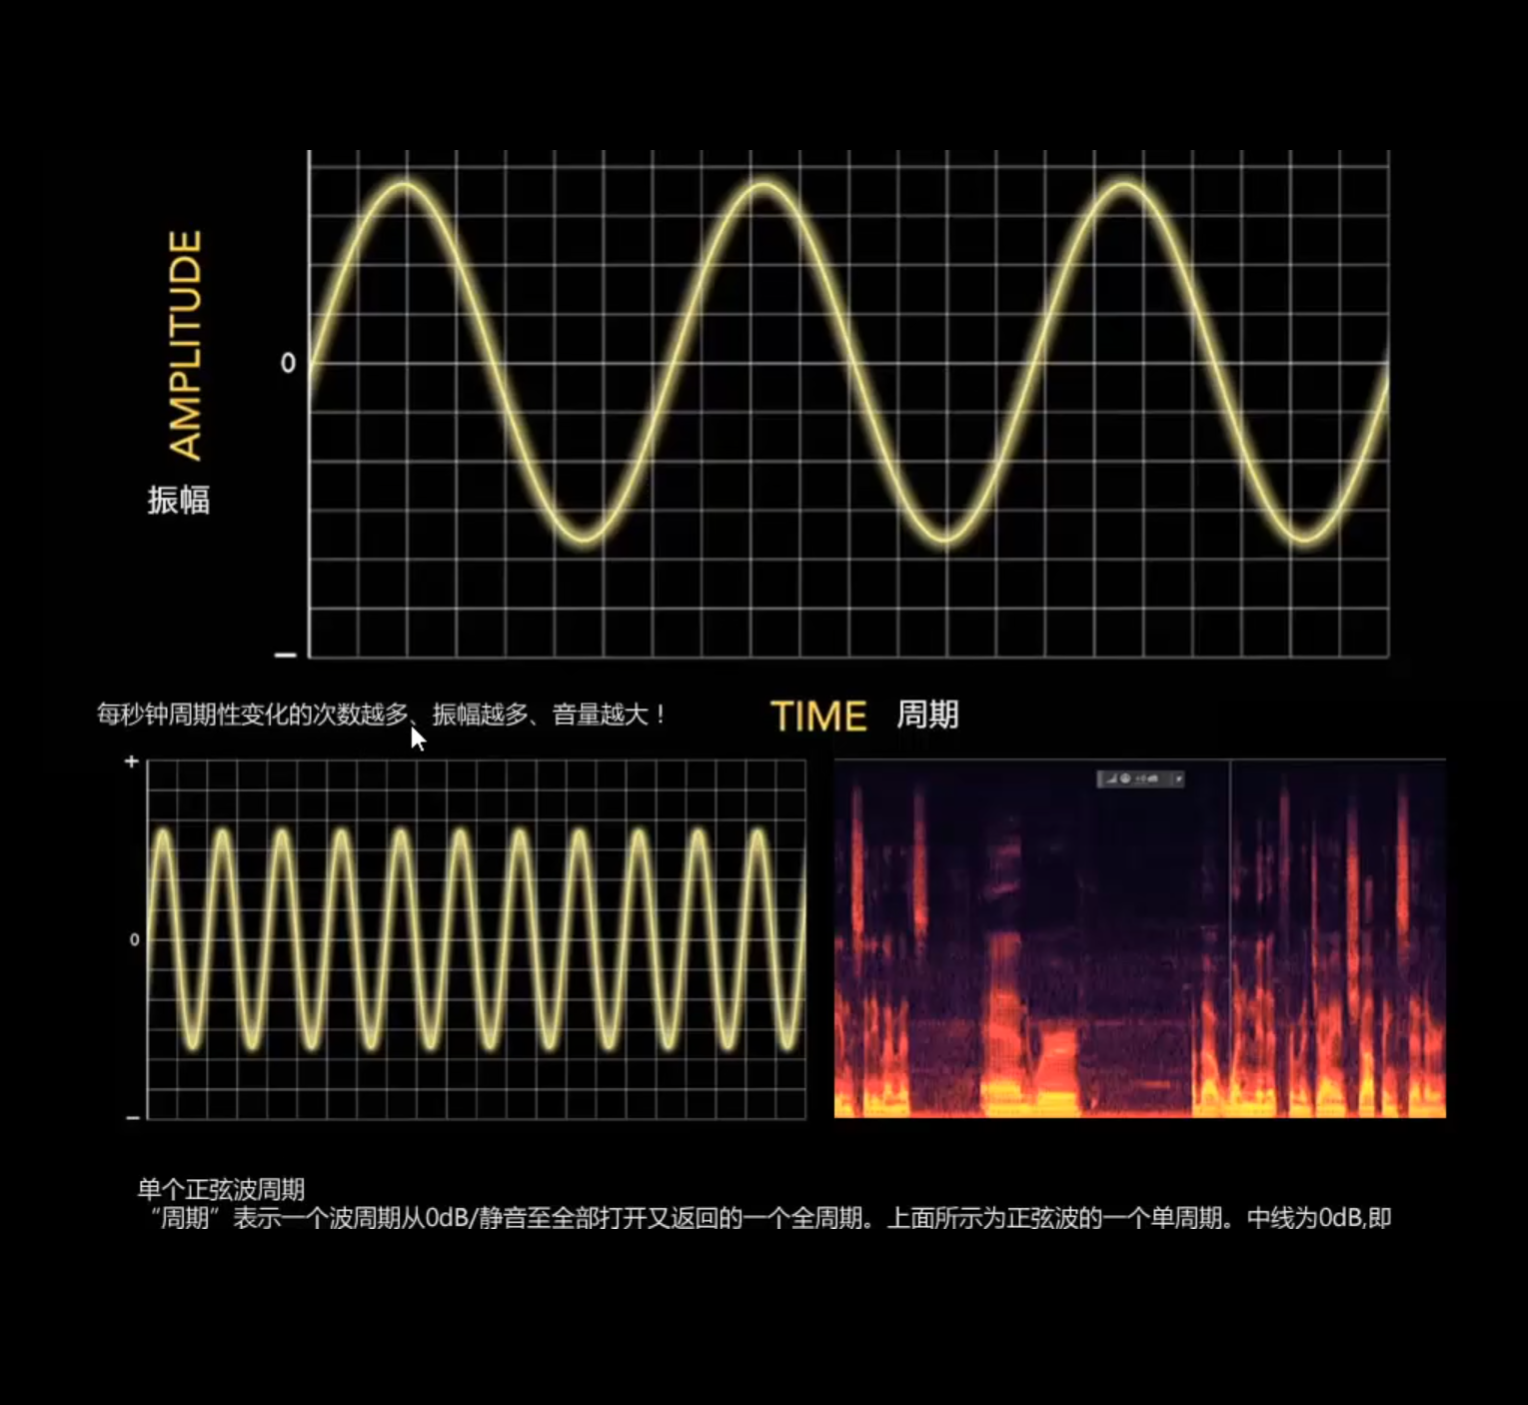 AMPLITUDE
振幅
0
—
每秒钟周期性变化的次数越多、振幅越多、音量越大！
TIME 周期
+
0
—
单个正弦波周期
“周期”表示一个波周期从0dB/静音至全部打开又返回的一个全周期。上面所示为正弦波的一个单周期。中线为0dB,即